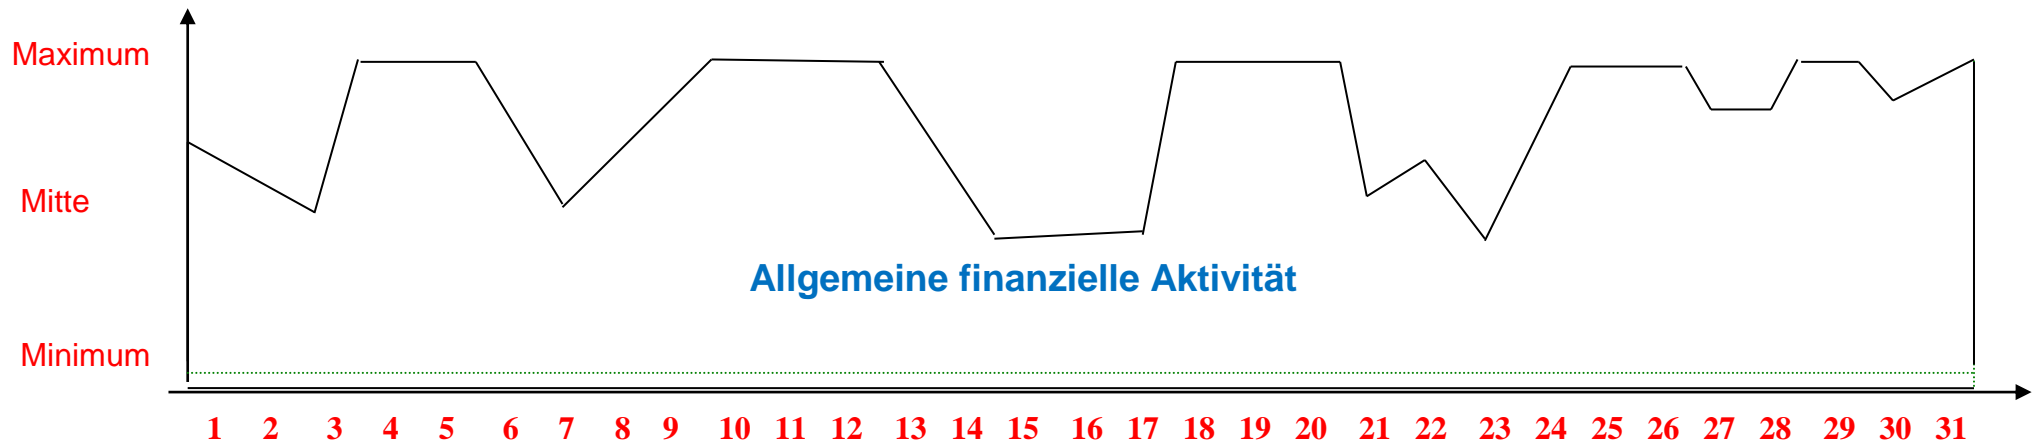 Maximum
Mitte
Allgemeine finanzielle Aktivität
Minimum
1 2 3 4 5 6 7 8 9 10 11 12 13 14 15 16 17 18 19 20 21 22 23 24 25 26 27 28 29 30 31